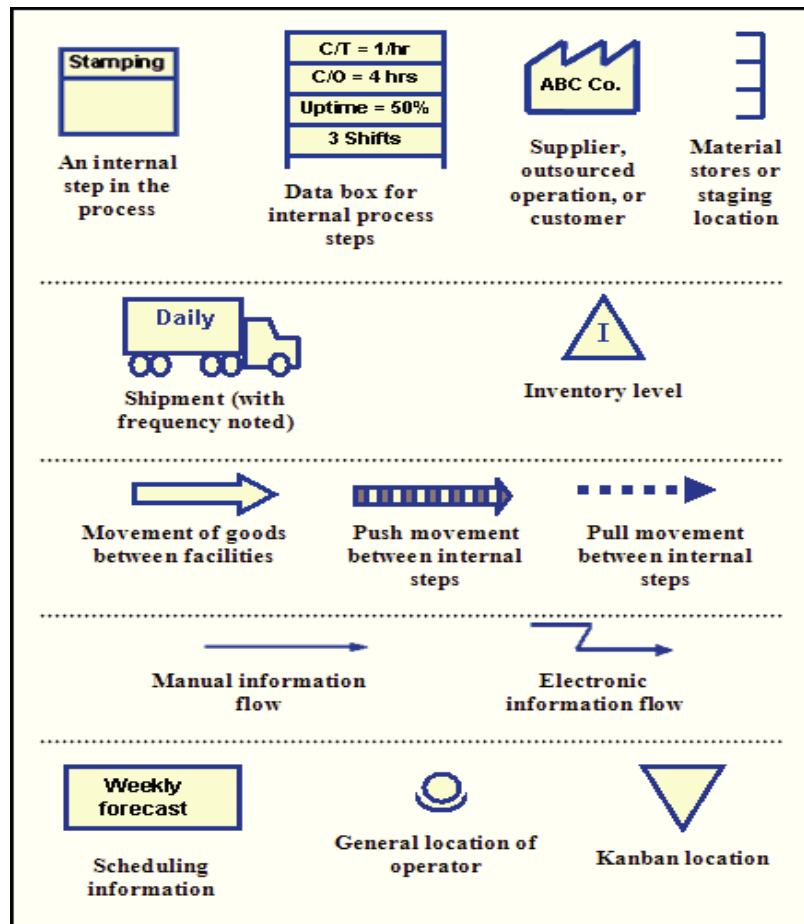 Stamping
An internal
step in the
process
C/T = 1/hr
C/O = 4 hrs
Uptime = 50%
3 Shifts
Data box for
internal process
steps
ABC Co.
Supplier,
outsourced
operation, or
customer
Material
stores or
staging
location
Daily
Shipment (with
frequency noted)
I
Inventory level
Movement of goods
between facilities
Push movement
between internal
steps
Pull movement
between internal
steps
Manual information
flow
Electronic
information flow
Weekly
forecast
Scheduling
information
General location of
operator
Kanban location